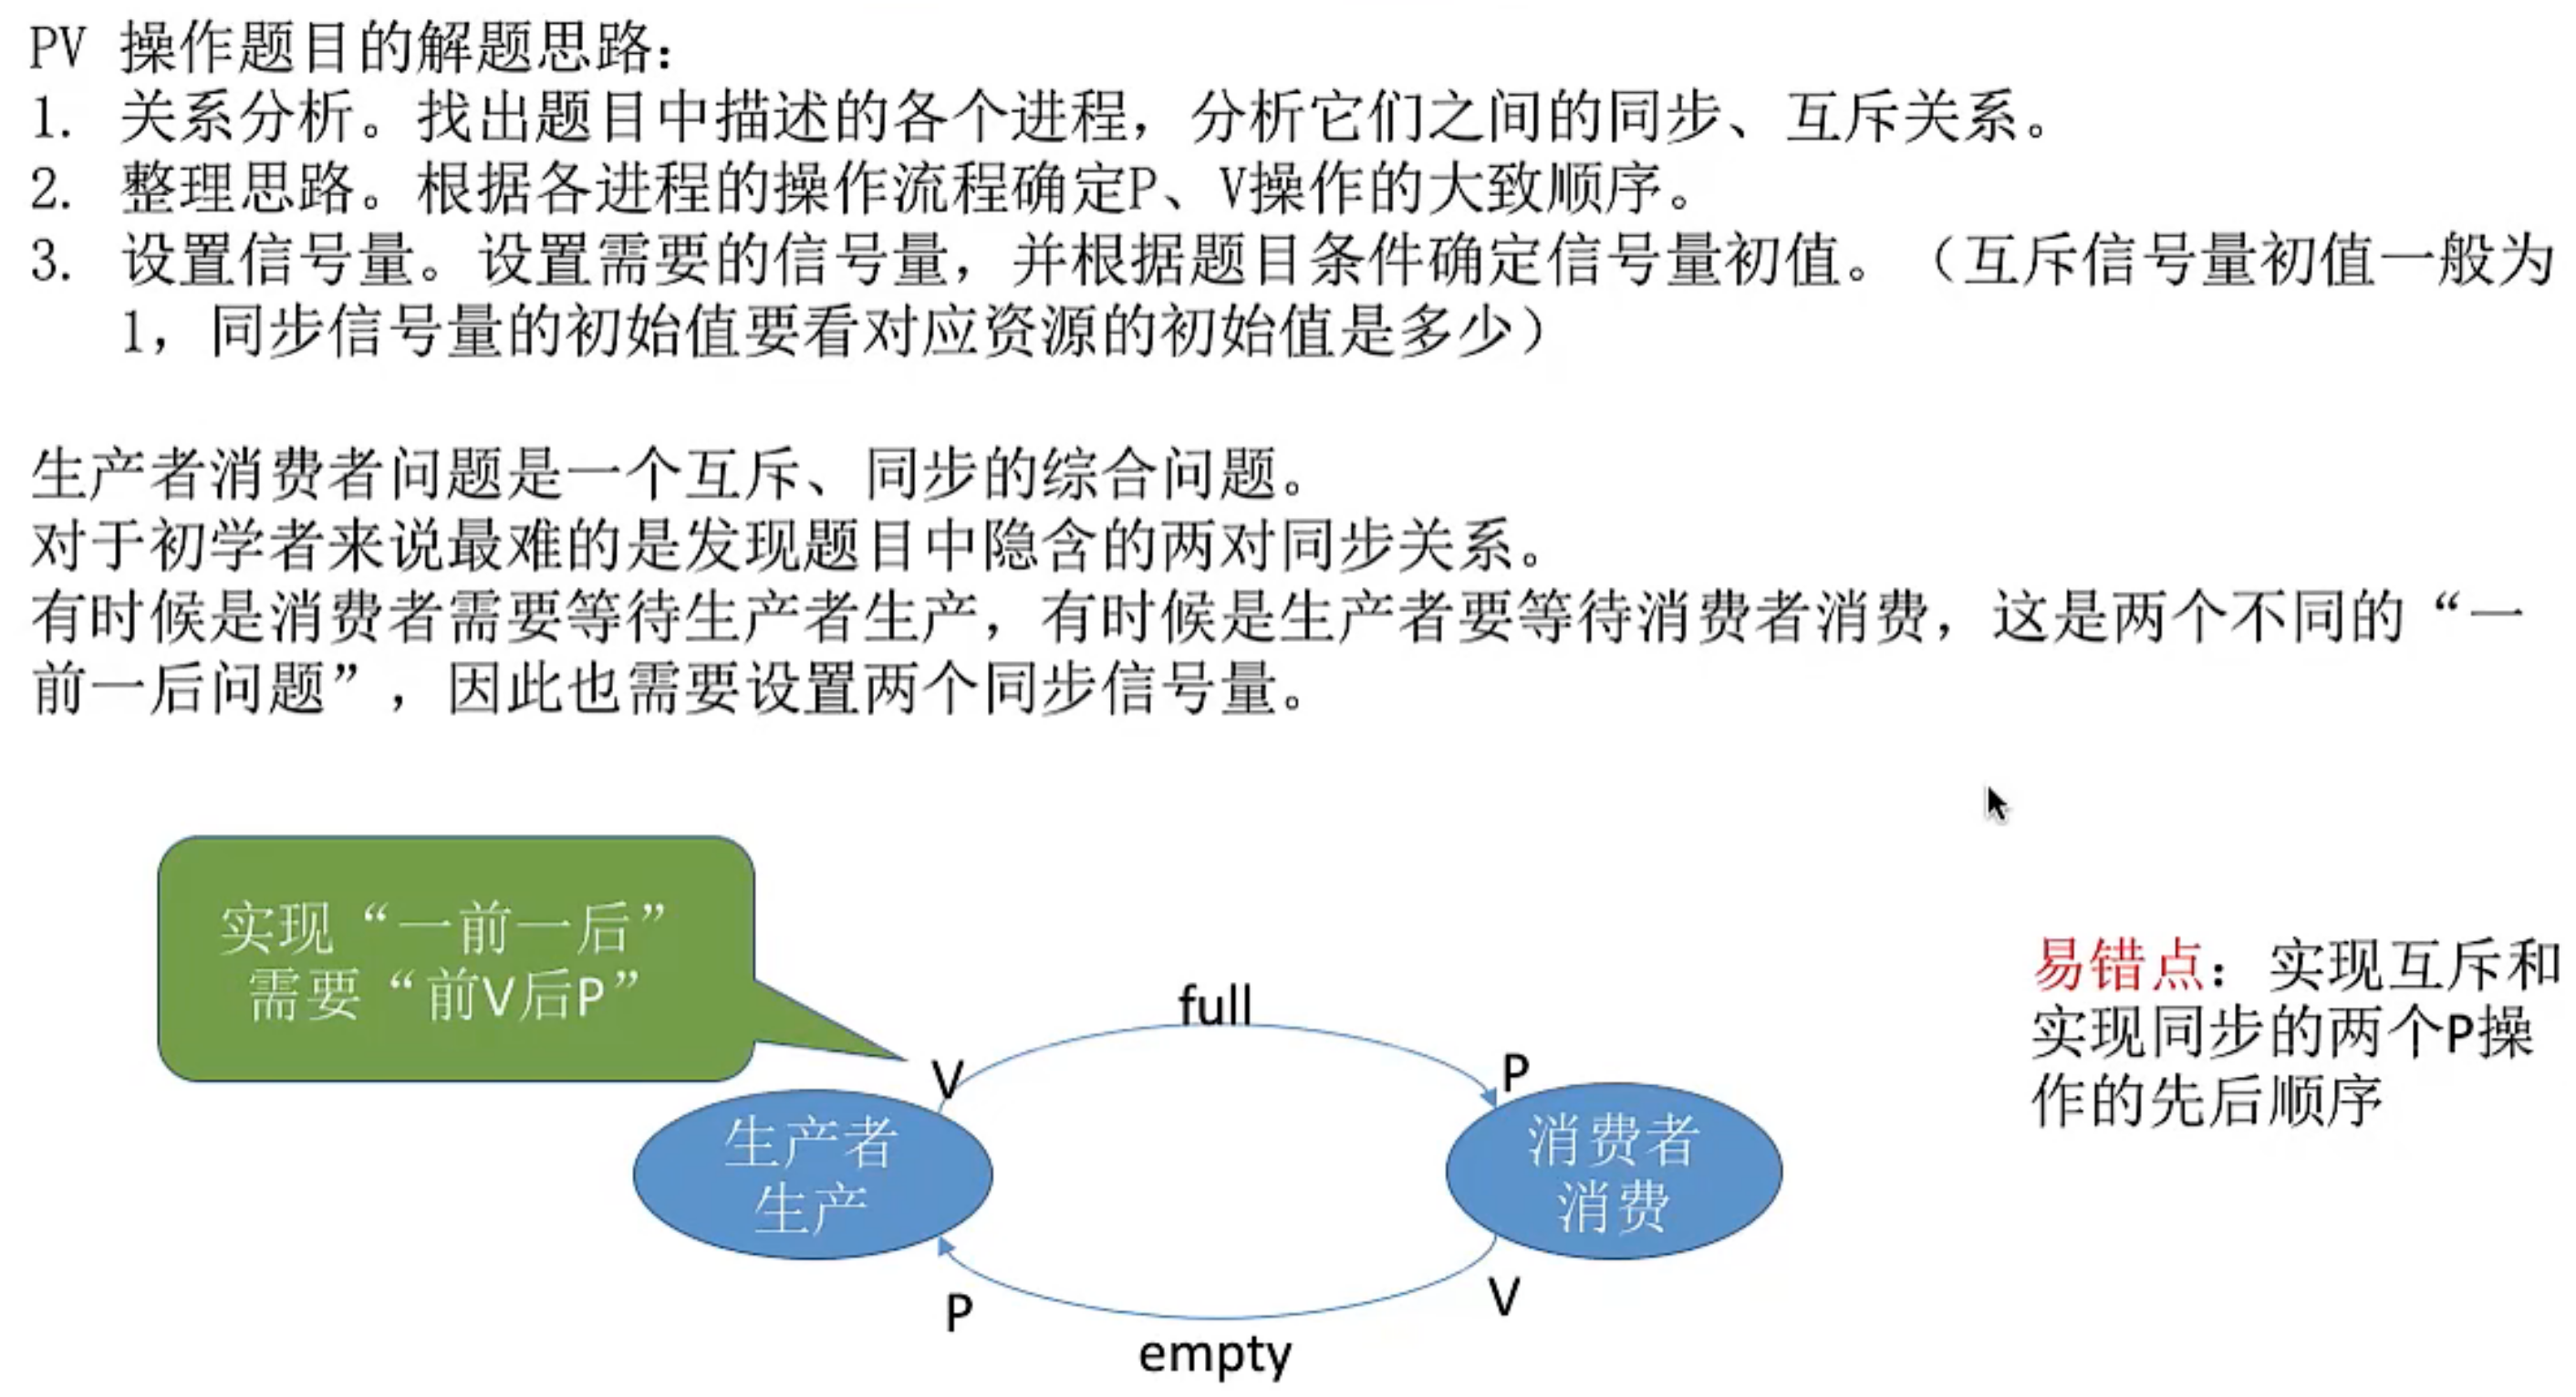 PV 操作题目的解题思路：
1. 关系分析。找出题目中描述的各个进程，分析它们之间的同步、互斥关系。
2. 整理思路。根据各进程的操作流程确定P、V操作的大致顺序。
3. 设置信号量。设置需要的信号量，并根据题目条件确定信号量初值。（互斥信号量初值一般为
1，同步信号量的初始值要看对应资源的初始值是多少）
生产者消费者问题是一个互斥、同步的综合问题。
对于初学者来说最难的是发现题目中隐含的两对同步关系。
有时候是消费者需要等待生产者生产，有时候是生产者要等待消费者消费，这是两个不同的“一
前一后问题”，因此也需要设置两个同步信号量。
实现“一前一后”
需要“前V后P”
full
V
P
生产者
生产
消费者
消费
P
V
empty
易错点：实现互斥和
实现同步的两个P操
作的先后顺序